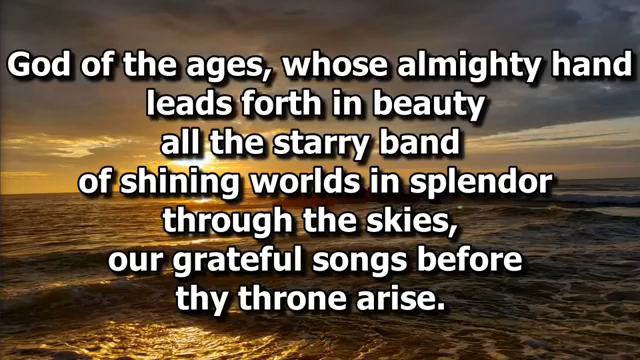 God of the ages, whose almighty hand
leads forth in beauty
all the starry band
of shining worlds in splendor
through the skies,
our grateful songs before
thy throne arise.